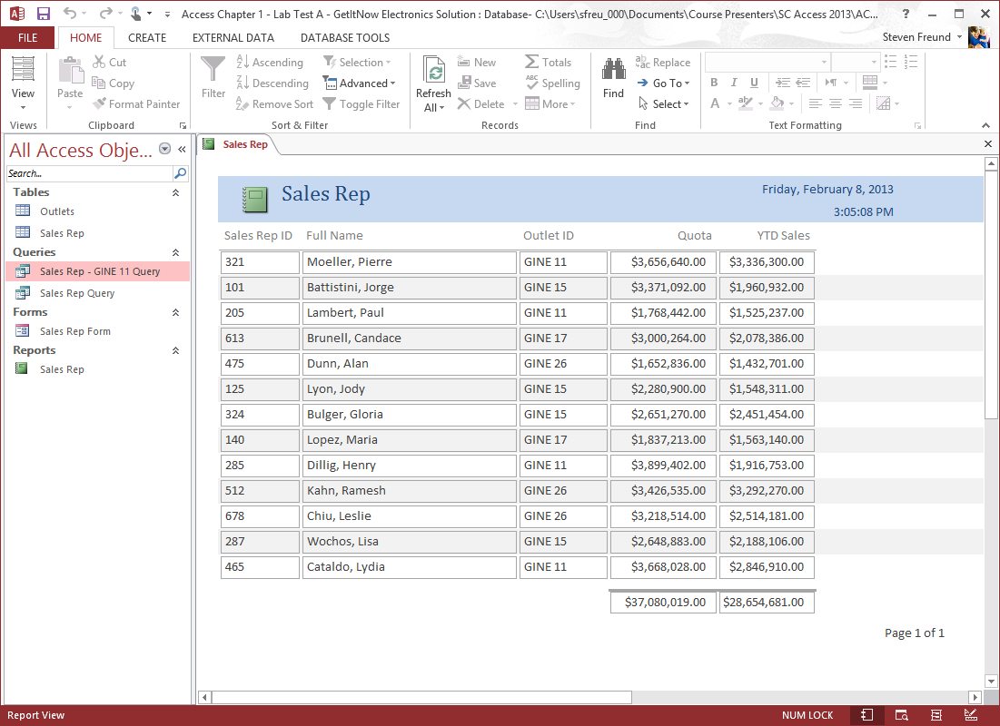 Access Chapter 1 - Lab Test A - GetItNow Electronics Solution : Database- C:\Users\sfreu_000\Documents\Course Presenters\SC Access 2013\AC... ?
FILE HOME CREATE EXTERNAL DATA DATABASE TOOLS Steven Freund
View
Views
Paste
Cut
Copy
Format Painter
Clipboard
Filter
Ascending
Descending
Remove Sort
Selection
Advanced
Toggle Filter
Sort & Filter
Refresh
All
New
Save
Delete
Totals
Spelling
More
Records
Find
Replace
Go To
Select
Find
B I U
A
Text Formatting
All Access Obje...
Search...
Tables
Outlets
Sales Rep
Queries
Sales Rep - GINE 11 Query
Sales Rep Query
Forms
Sales Rep Form
Reports
Sales Rep
Sales Rep
Sales Rep
Friday, February 8, 2013
3:05:08 PM
Sales Rep ID Full Name Outlet ID Quota YTD Sales
321 Moeller, Pierre GINE 11 $3,656,640.00 $3,336,300.00
101 Battistini, Jorge GINE 15 $3,371,092.00 $1,960,932.00
205 Lambert, Paul GINE 11 $1,768,442.00 $1,525,237.00
613 Brunell, Candace GINE 17 $3,000,264.00 $2,078,386.00
475 Dunn, Alan GINE 26 $1,652,836.00 $1,432,701.00
125 Lyon, Jody GINE 15 $2,280,900.00 $1,548,311.00
324 Bulger, Gloria GINE 15 $2,651,270.00 $2,451,454.00
140 Lopez, Maria GINE 17 $1,837,213.00 $1,563,140.00
285 Dillig, Henry GINE 11 $3,899,402.00 $1,916,753.00
512 Kahn, Ramesh GINE 26 $3,426,535.00 $3,292,270.00
678 Chiu, Leslie GINE 26 $3,218,514.00 $2,514,181.00
287 Wochos, Lisa GINE 15 $2,648,883.00 $2,188,106.00
465 Cataldo, Lydia GINE 11 $3,668,028.00 $2,846,910.00
$37,080,019.00 $28,654,681.00
Page 1 of 1
Report View NUM LOCK